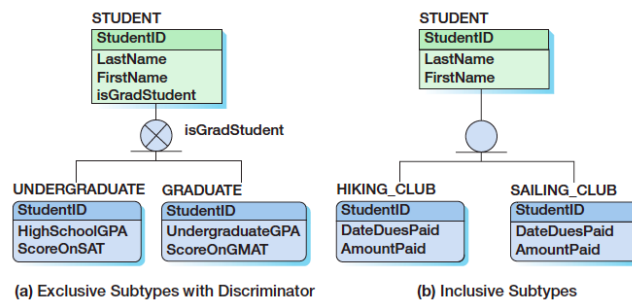 STUDENT
StudentID
LastName
FirstName
isGradStudent
isGradStudent
UNDERGRADUATE
StudentID
HighSchoolGPA
ScoreOnSAT
GRADUATE
StudentID
UndergraduateGPA
ScoreOnGMAT
(a) Exclusive Subtypes with Discriminator
STUDENT
StudentID
LastName
FirstName
HIKING_CLUB
StudentID
DateDuesPaid
AmountPaid
SAILING_CLUB
StudentID
DateDuesPaid
AmountPaid
(b) Inclusive Subtypes